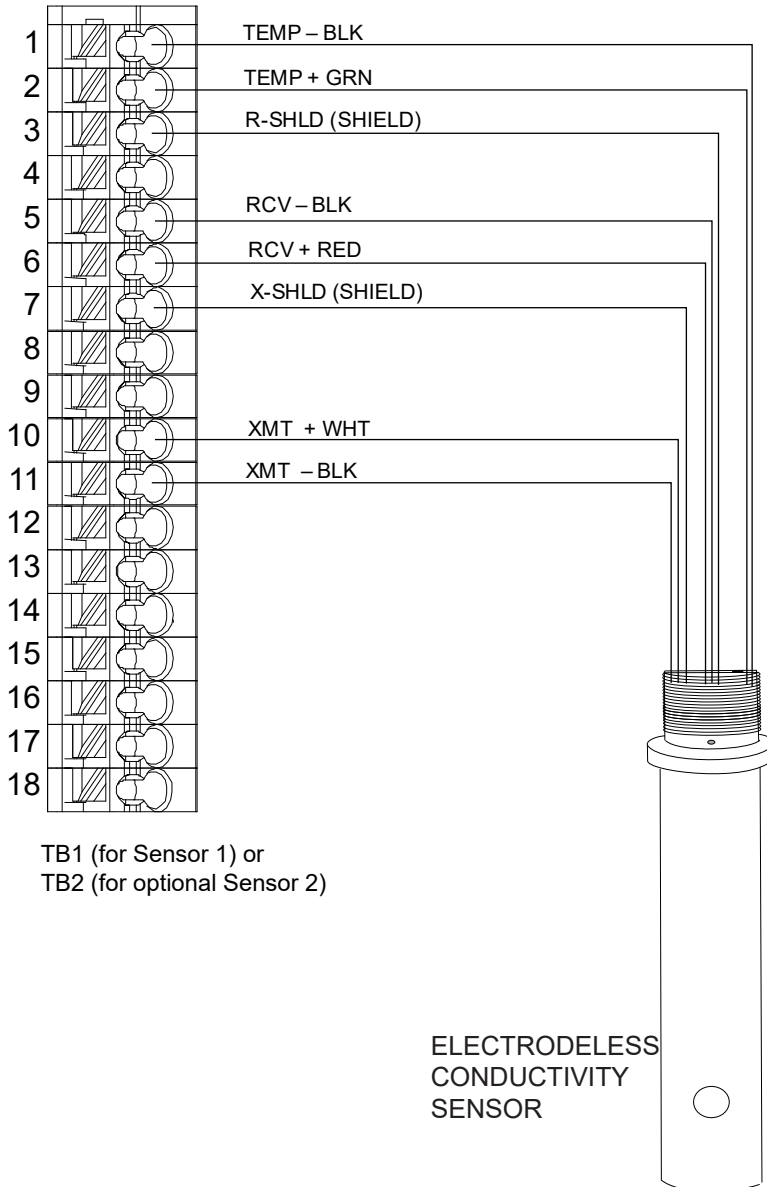 1 TEMP – BLK
2 TEMP + GRN
3 R-SHLD (SHIELD)
4
5 RCV – BLK
6 RCV + RED
7 X-SHLD (SHIELD)
8
9
10 XMT + WHT
11 XMT – BLK
12
13
14
15
16
17
18
TB1 (for Sensor 1) or
TB2 (for optional Sensor 2)
ELECTRODELESS
CONDUCTIVITY
SENSOR